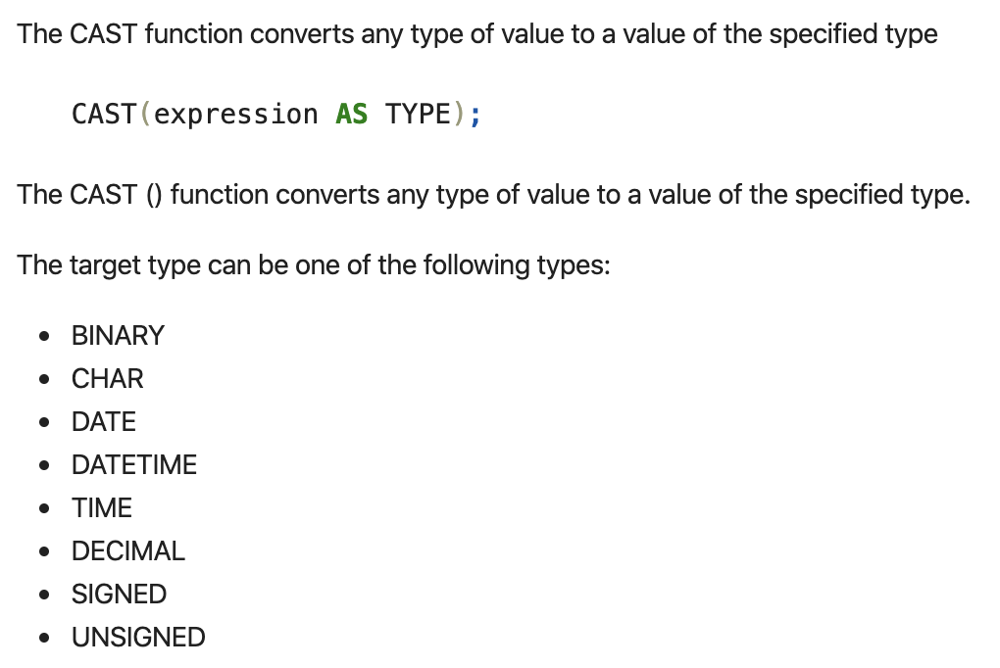 The CAST function converts any type of value to a value of the specified type
CAST(expression AS TYPE);
The CAST () function converts any type of value to a value of the specified type.
The target type can be one of the following types:
• BINARY
• CHAR
• DATE
• DATETIME
• TIME
• DECIMAL
• SIGNED
• UNSIGNED